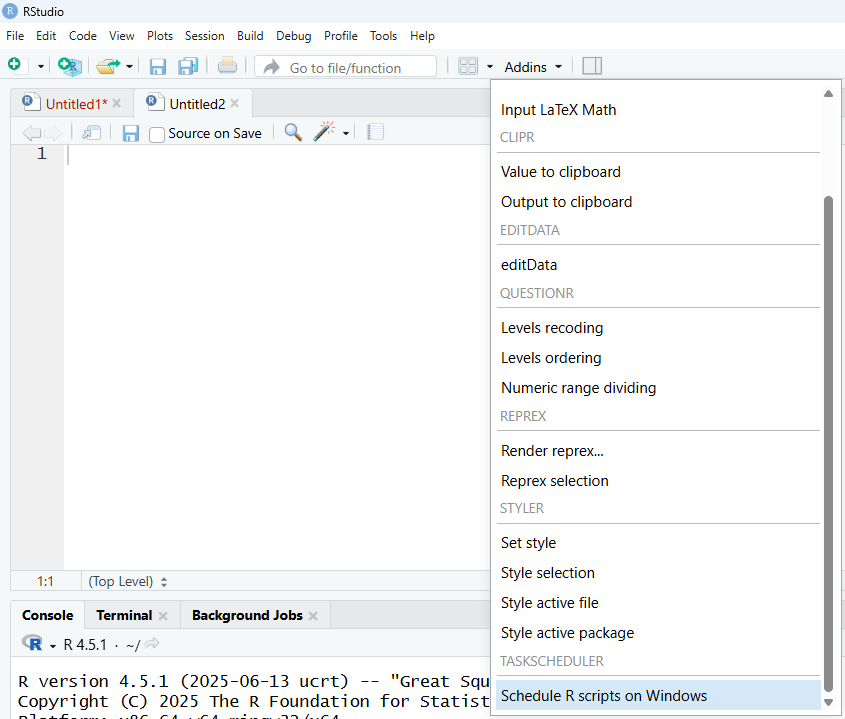 RStudio
File Edit Code View Plots Session Build Debug Profile Tools Help
Go to file/function Addins
Untitled1* Untitled2
Source on Save
1
1:1 (Top Level)
Console Terminal Background Jobs
R 4.5.1 · ~/
R version 4.5.1 (2025-06-13 ucrt) -- "Great Squ
Copyright (C) 2025 The R Foundation for Statist
Input LaTeX Math
CLIPR
Value to clipboard
Output to clipboard
EDITDATA
editData
QUESTIONR
Levels recoding
Levels ordering
Numeric range dividing
REPREX
Render reprex...
Reprex selection
STYLER
Set style
Style selection
Style active file
Style active package
TASKSCHEDULER
Schedule R scripts on Windows